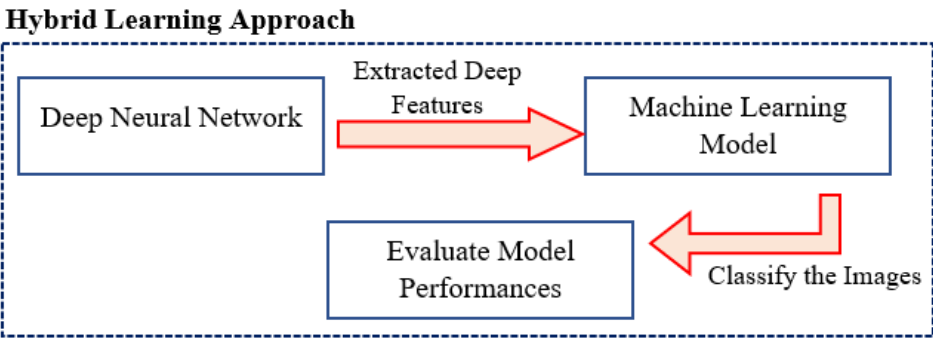 Hybrid Learning Approach
Deep Neural Network
Extracted Deep
Features
Machine Learning
Model
Classify the Images
Evaluate Model
Performances